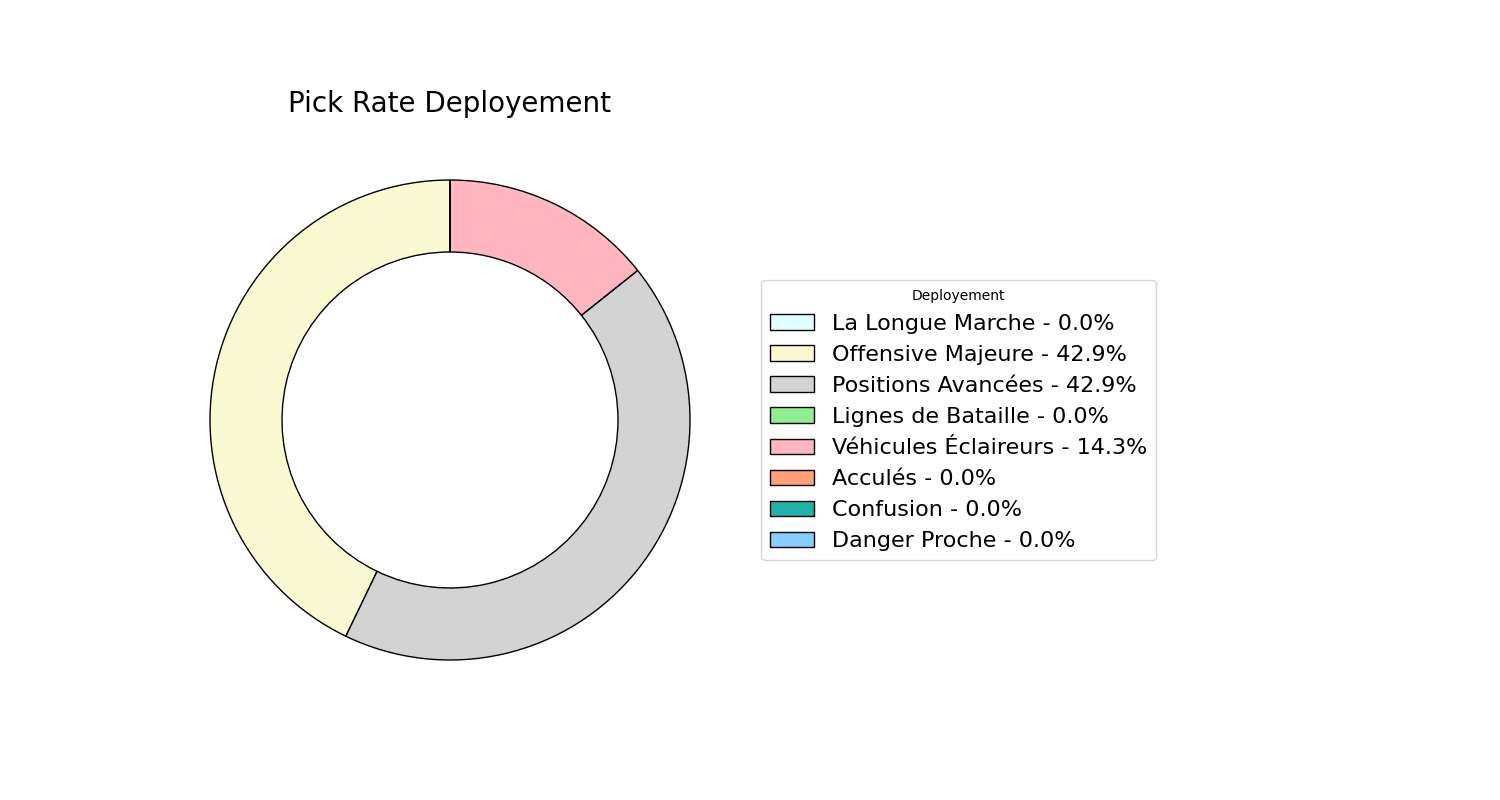 Pick Rate Deployement
Deployement
La Longue Marche - 0.0%
Offensive Majeure - 42.9%
Positions Avancées - 42.9%
Lignes de Bataille - 0.0%
Véhicules Éclaireurs - 14.3%
Acculés - 0.0%
Confusion - 0.0%
Danger Proche - 0.0%